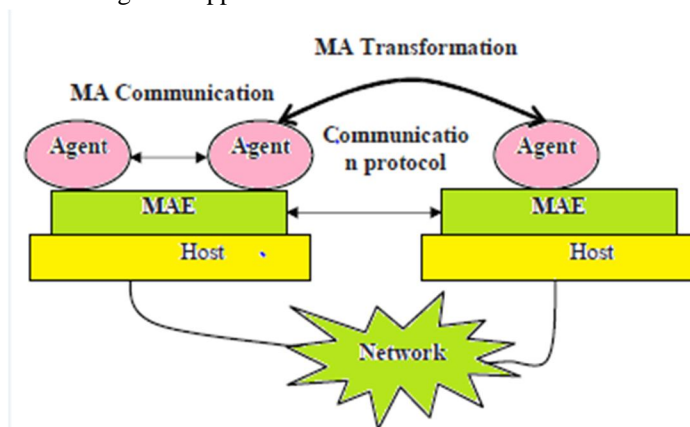 MA Transformation
MA Communication
Agent
Agent
Communicatio
n protocol
Agent
MAE
MAE
Host
Host
Network